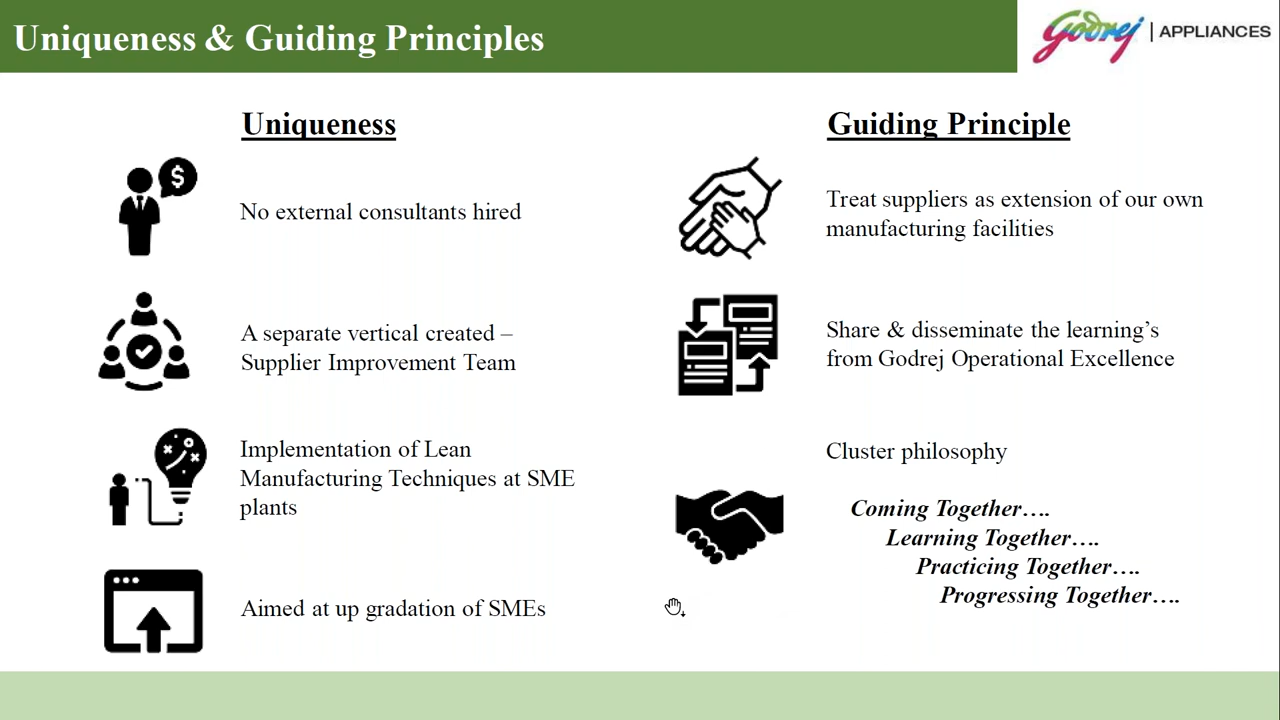 Uniqueness & Guiding Principles
Godrej | APPLIANCES
Uniqueness
$
No external consultants hired
A separate vertical created –
Supplier Improvement Team
Implementation of Lean
Manufacturing Techniques at SME
plants
Aimed at up gradation of SMEs
Guiding Principle
Treat suppliers as extension of our own
manufacturing facilities
Share & disseminate the learning’s
from Godrej Operational Excellence
Cluster philosophy
Coming Together….
Learning Together….
Practicing Together….
Progressing Together….